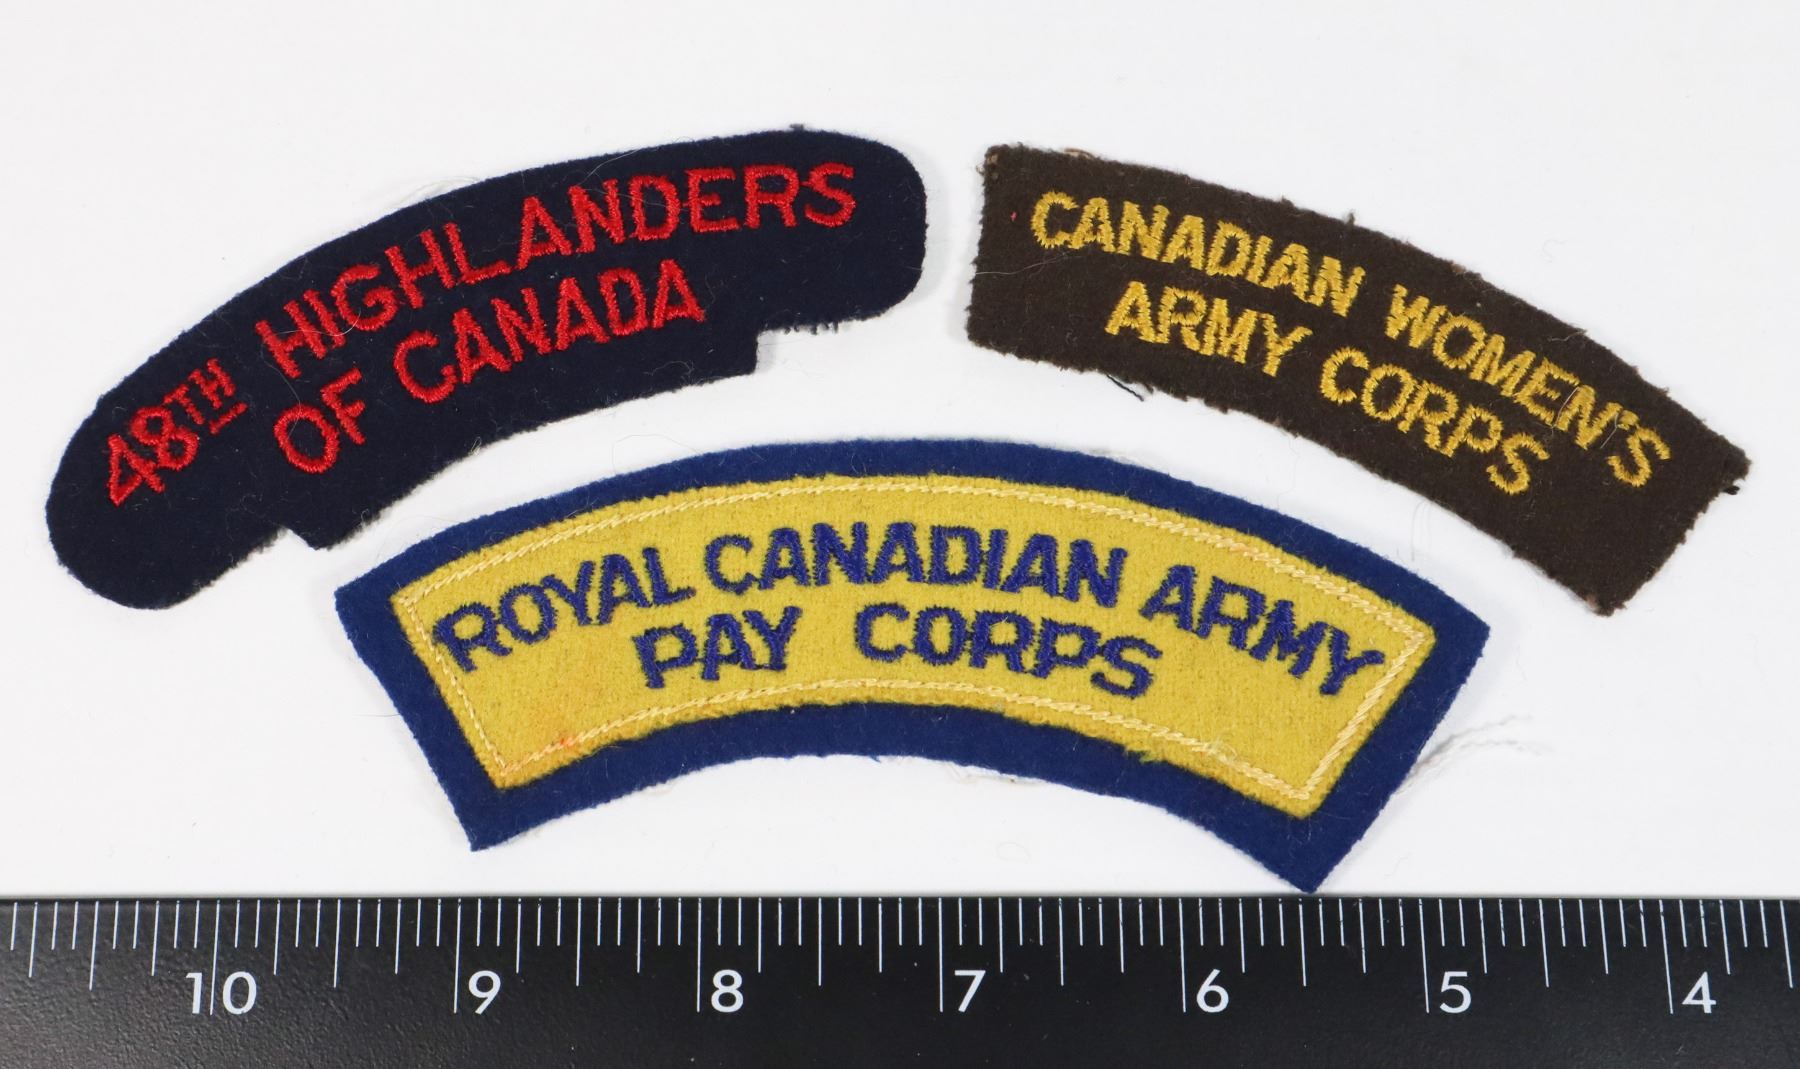 48TH HIGHLANDERS
OF CANADA
CANADIAN WOMEN'S
ARMY CORPS
ROYAL CANADIAN ARMY
PAY CORPS
10 9 8 7 6 5 4